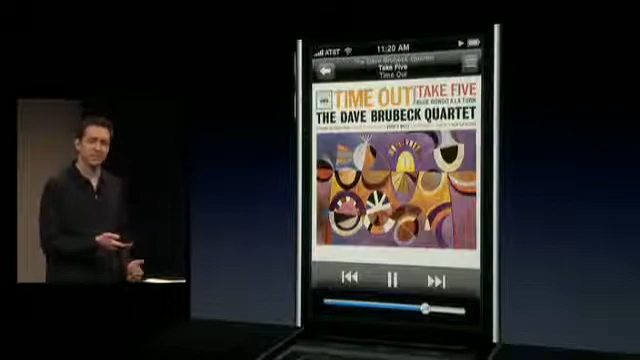 AT&T
11:20 AM
The Dave Brubeck Quartet
Take Five
Time Out
TIME OUT
TAKE FIVE
BLUE RONDO A LA TURK
THE DAVE BRUBECK QUARTET